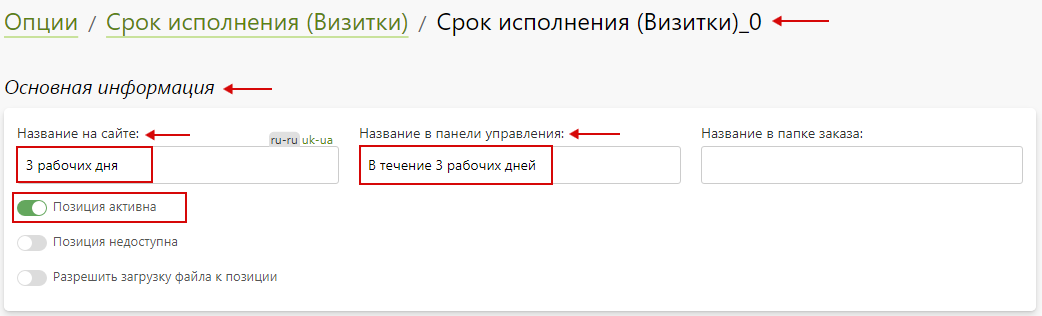 Опции / Срок исполнения (Визитки) / Срок исполнения (Визитки)_0
Основная информация
Название на сайте:
ru-ru uk-ua
Название в панели управления:
Название в папке заказа:
3 рабочих дня
В течение 3 рабочих дней
Позиция активна
Позиция недоступна
Разрешить загрузку файла к позиции